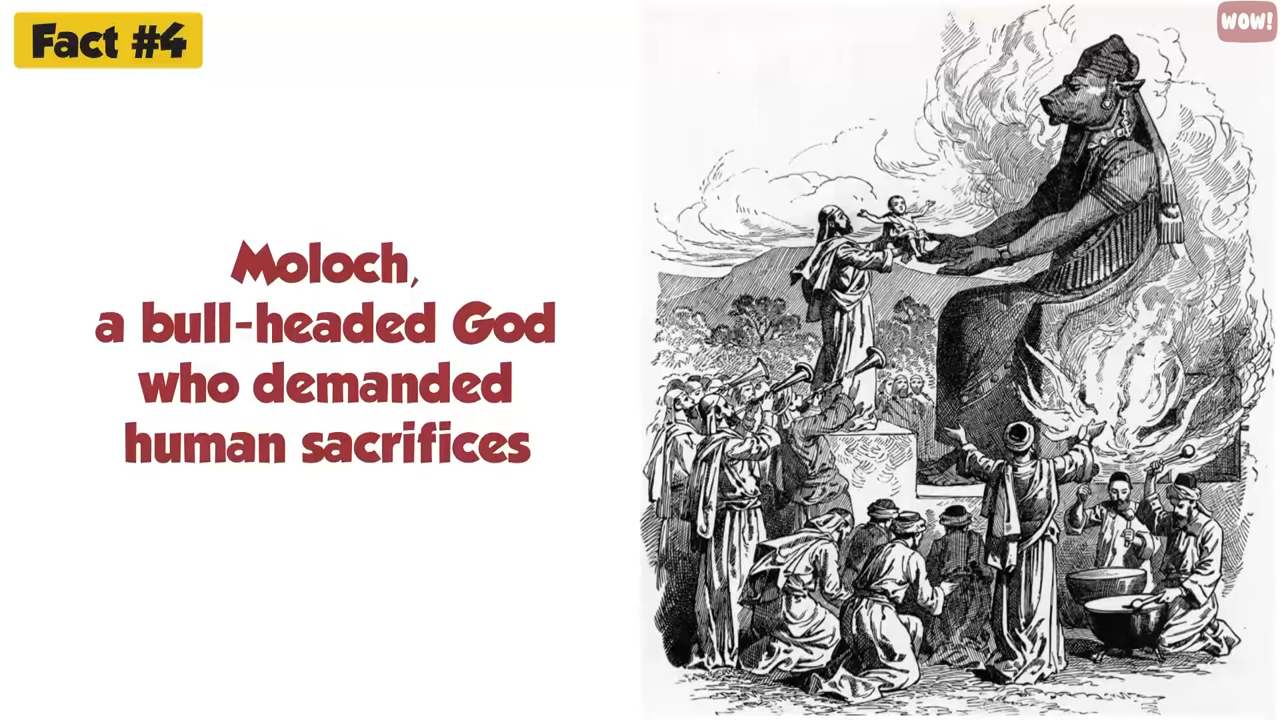 Fact #4
WOW!
Moloch,
a bull-headed God
who demanded
human sacrifices